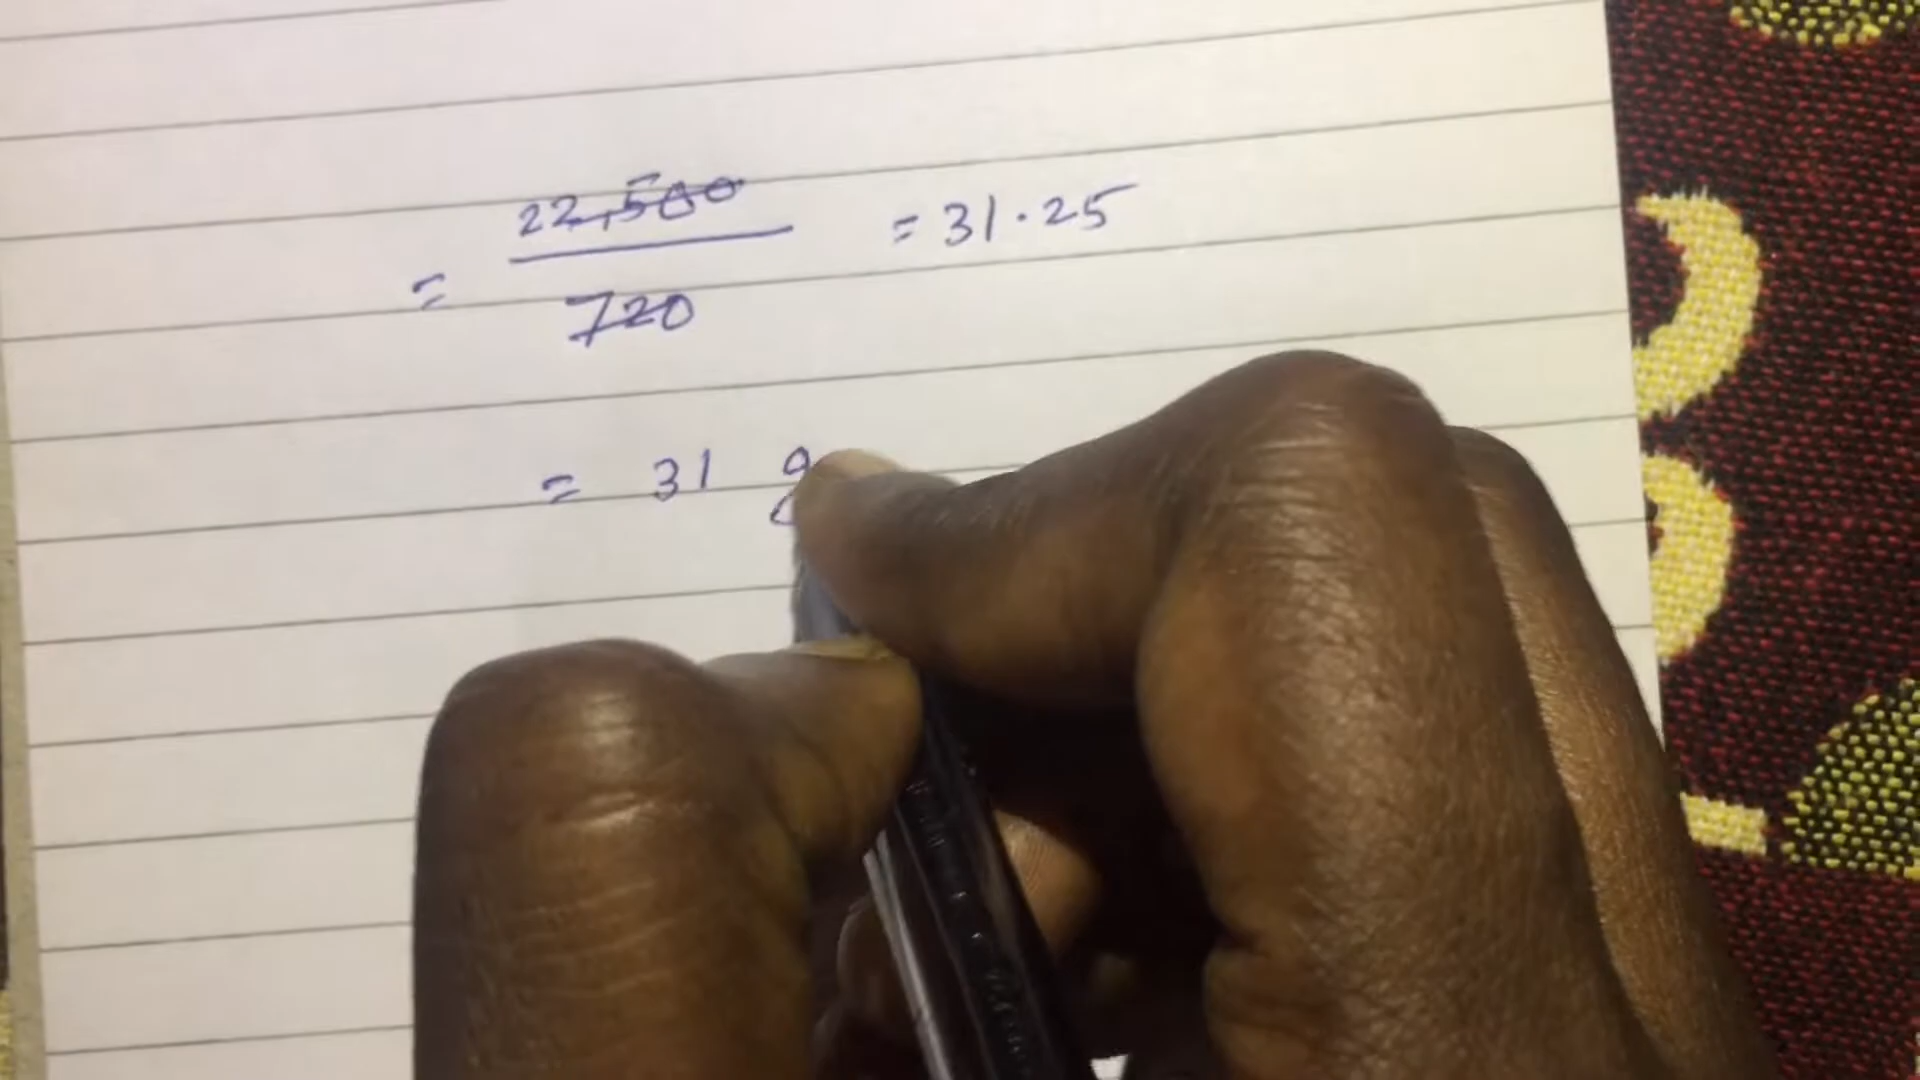 22,500
= ——— = 31.25
720
= 31 g